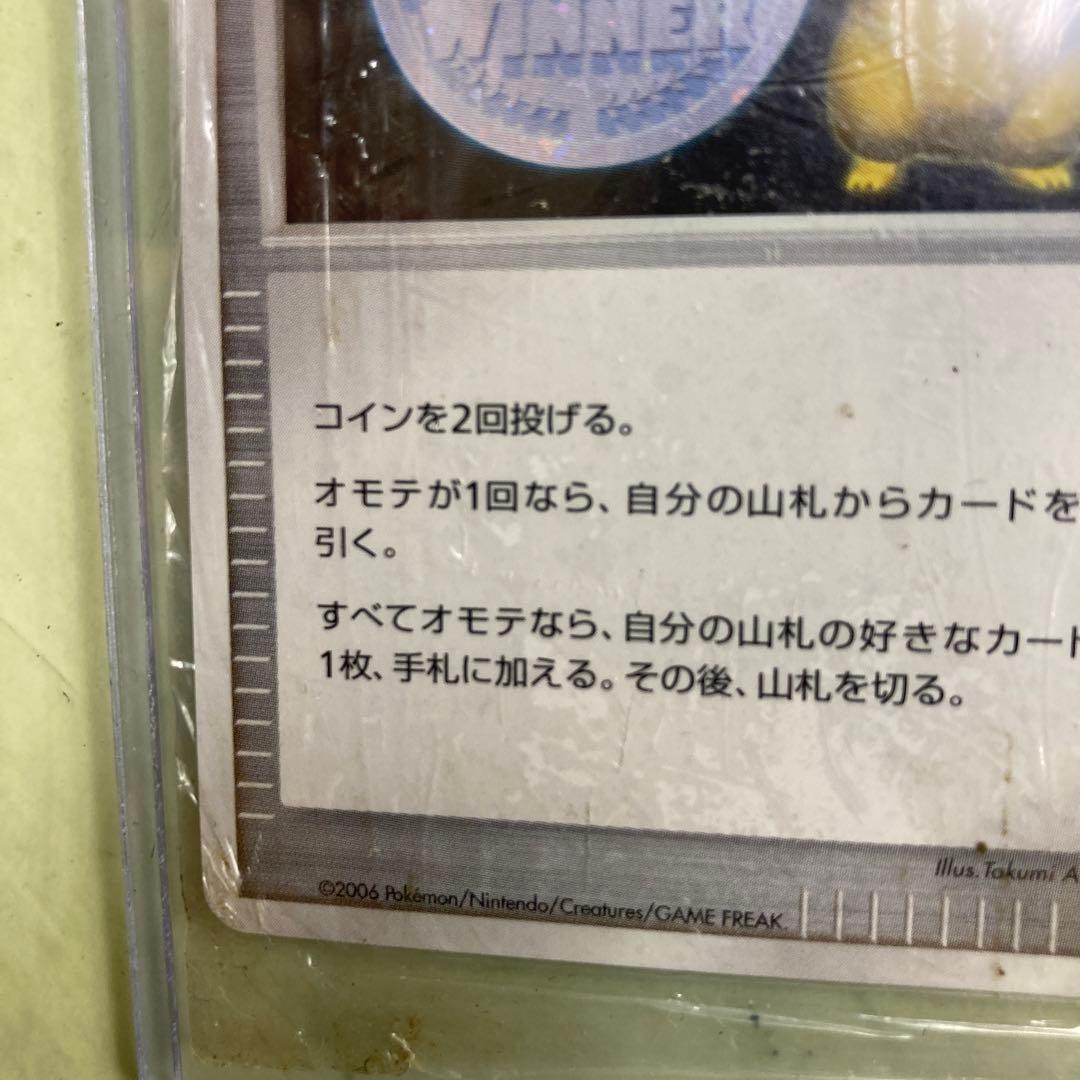 WINNER
コインを2回投げる。
オモテが1回なら、自分の山札からカードを
引く。
すべてオモテなら、自分の山札の好きなカード
1枚、手札に加える。その後、山札を切る。
Illus. Takumi A
©2006 Pokémon/Nintendo/Creatures/GAME FREAK.